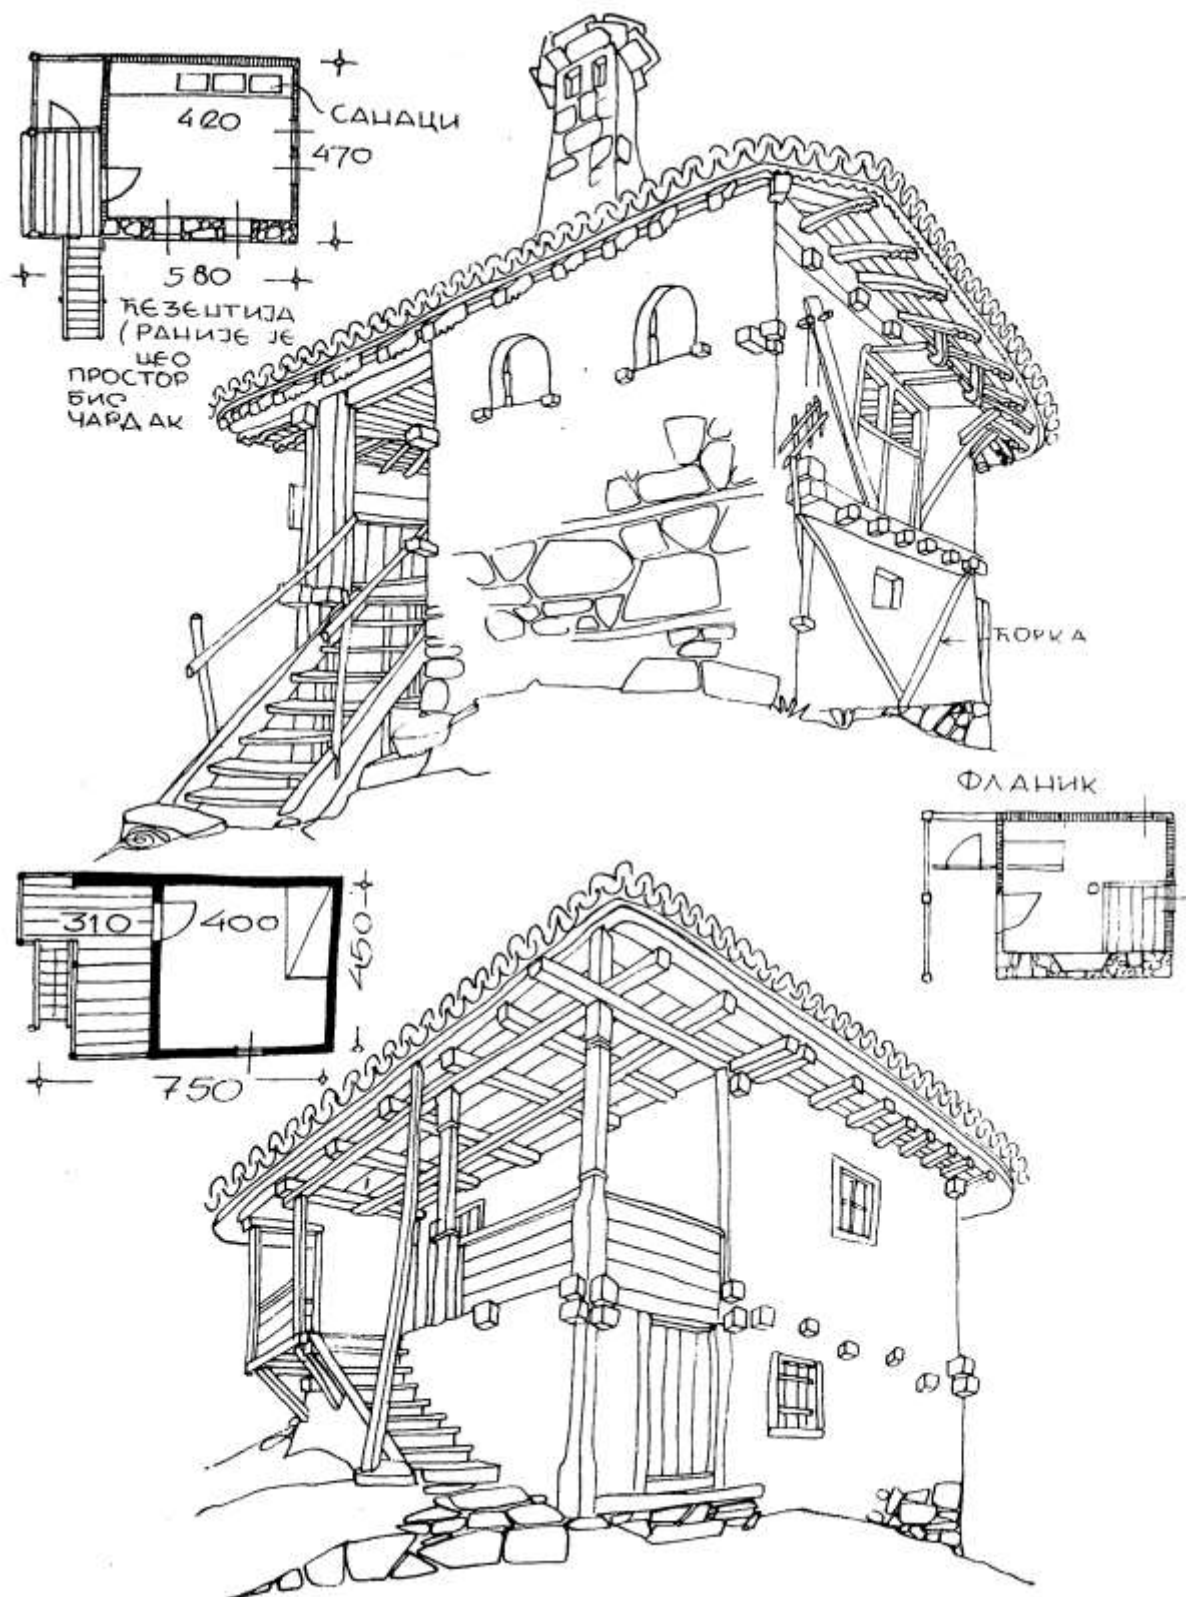 420
САНАЦИ
470
580
ЋЕЗЕНТИЈА
(РАНИЈЕ ЈЕ
ЦЕО
ПРОСТОР
БИО
ЧАРДАК
ЋОРКА
ФЛАНИК
310
400
450
750